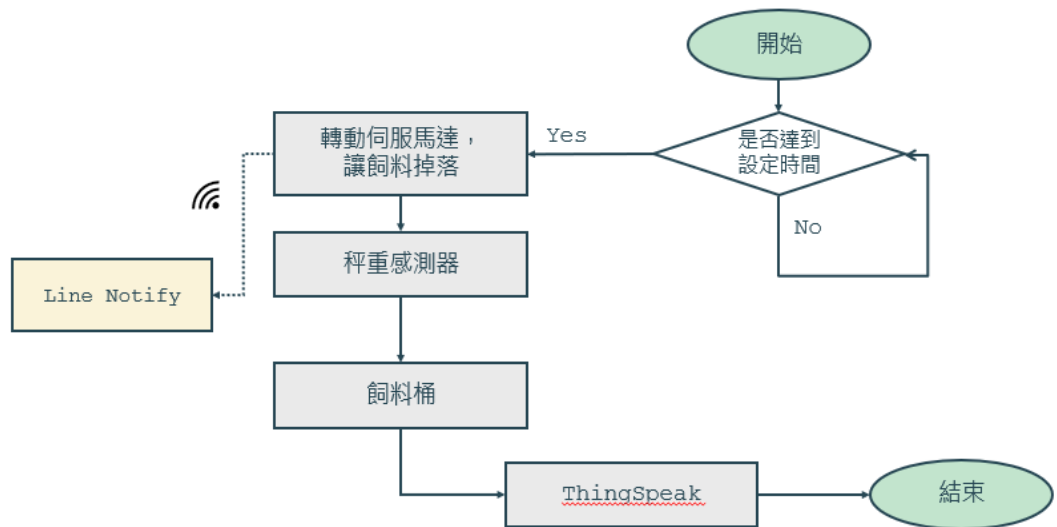 開始
是否達到
設定時間
Yes
No
轉動伺服馬達，
讓飼料掉落
Line Notify
秤重感測器
飼料桶
ThingSpeak
結束